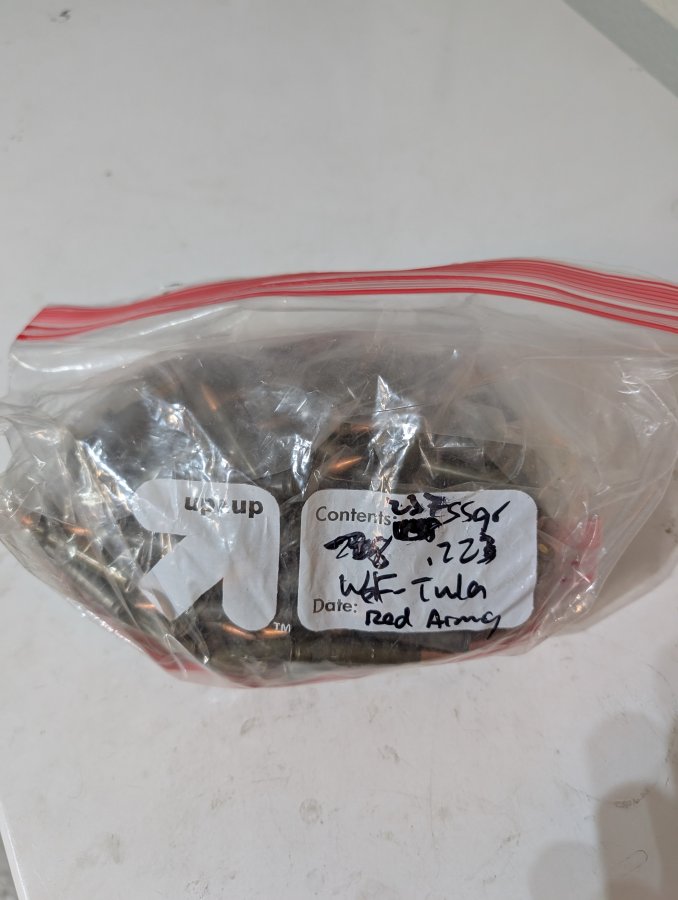 up&up
Contents: 55gr
.223
Wolf-Tula
Date: Red Army
TM